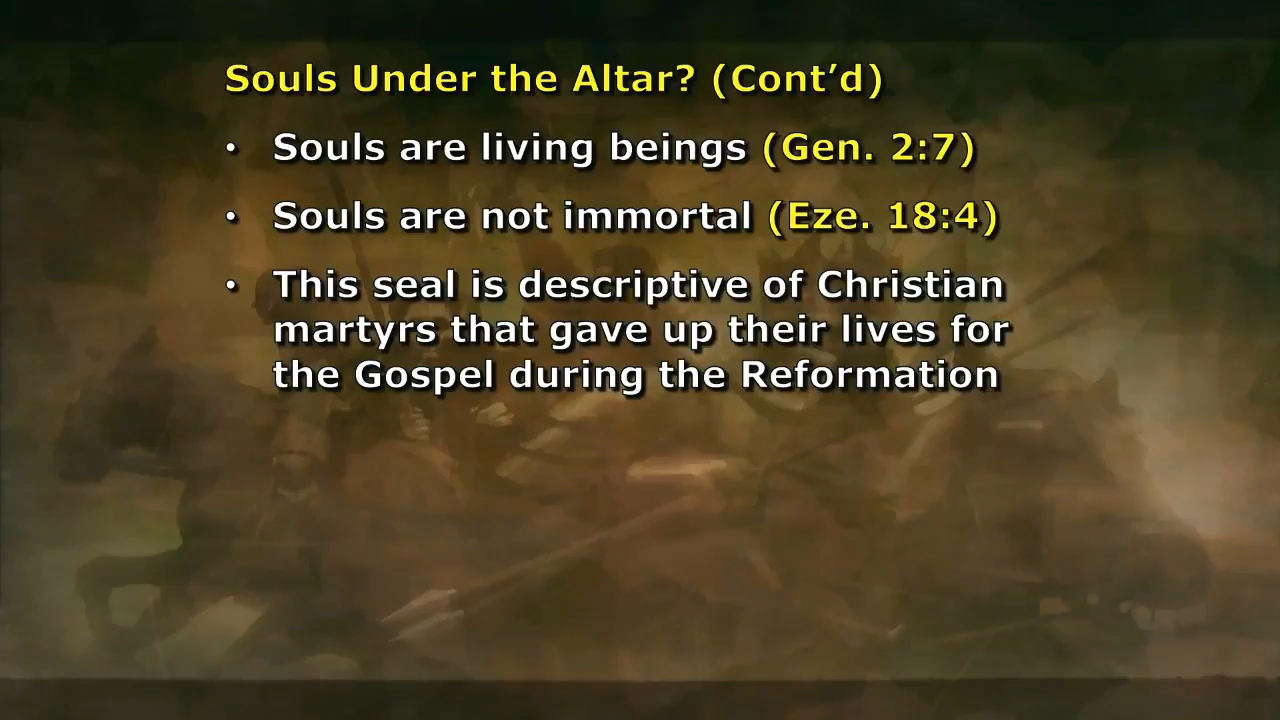 Souls Under the Altar? (Cont’d)
• Souls are living beings (Gen. 2:7)
• Souls are not immortal (Eze. 18:4)
• This seal is descriptive of Christian
martyrs that gave up their lives for
the Gospel during the Reformation